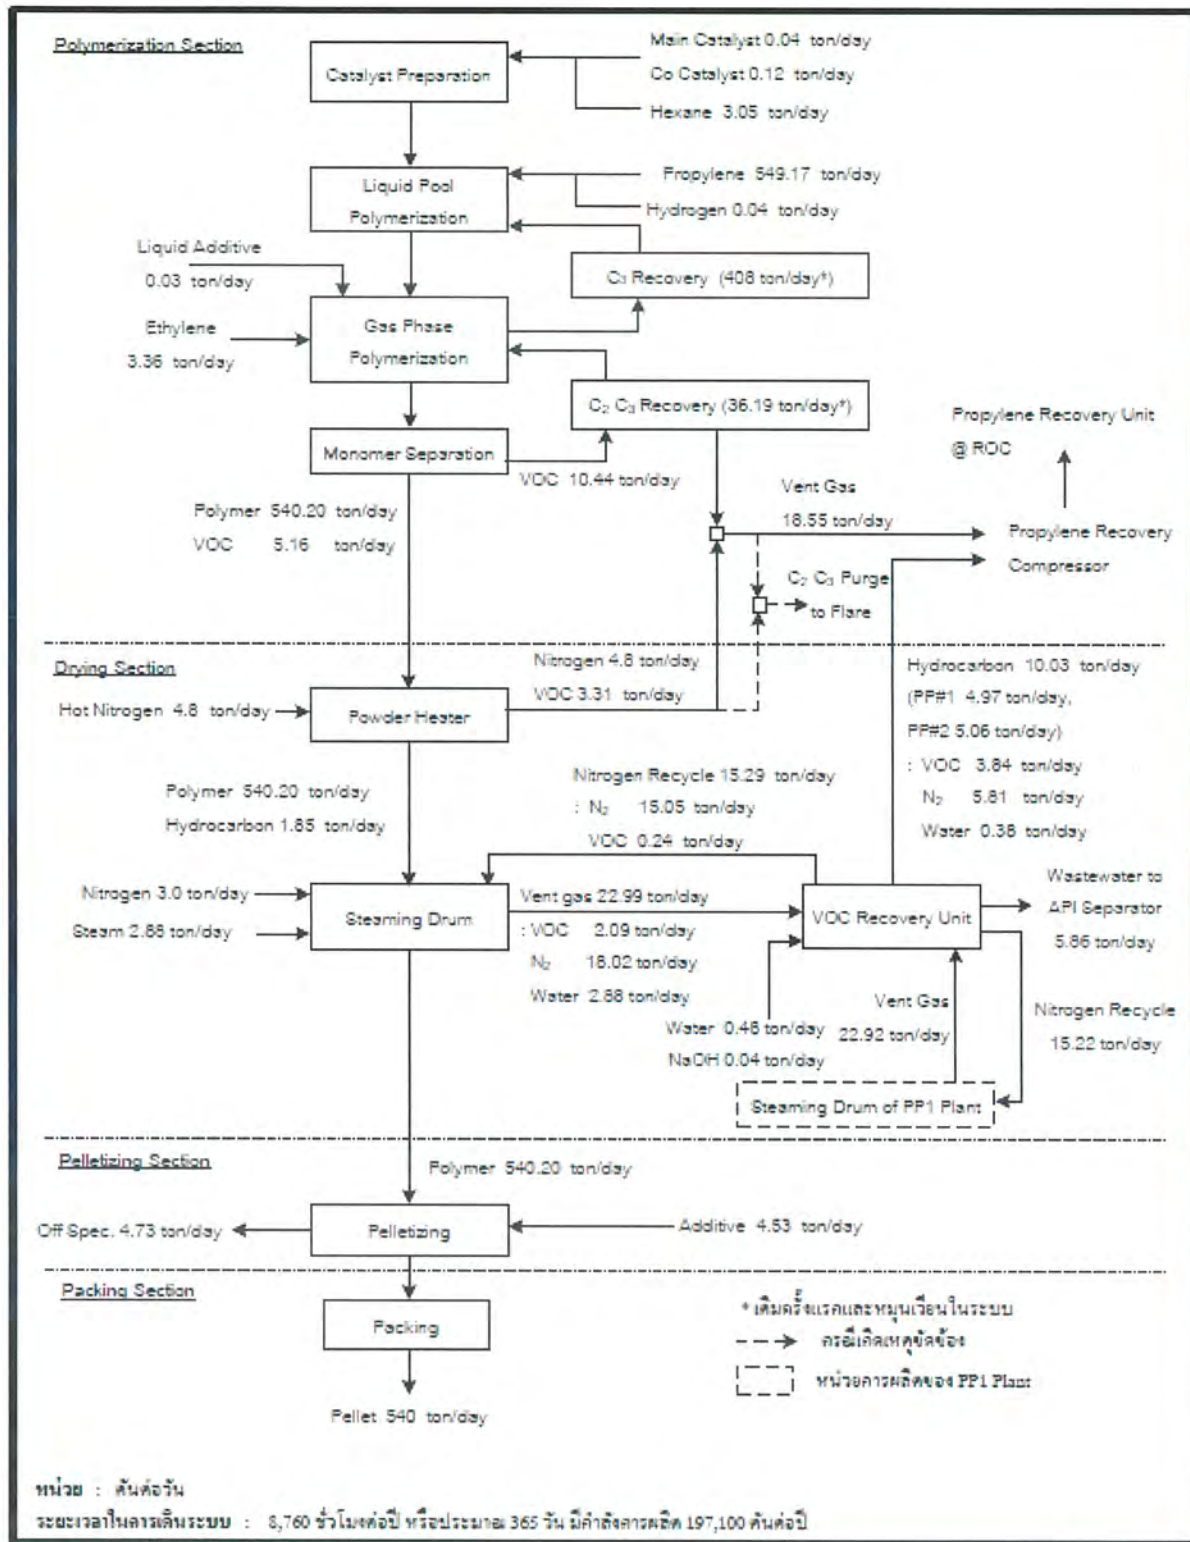 Polymerization Section
Main Catalyst 0.04 ton/day
Catalyst Preparation
Co Catalyst 0.12 ton/day
Hexane 3.05 ton/day
Propylene 549.17 ton/day
Liquid Pool
Polymerization
Hydrogen 0.04 ton/day
Liquid Additive
0.03 ton/day
C₃ Recovery (408 ton/day*)
Ethylene
3.36 ton/day
Gas Phase
Polymerization
C₂ C₃ Recovery (36.19 ton/day*)
Propylene Recovery Unit
@ ROC
Monomer Separation
VOC 10.44 ton/day
Vent Gas
18.55 ton/day
Polymer 540.20 ton/day
VOC 5.16 ton/day
Propylene Recovery
Compressor
C₂ C₃ Purge
to Flare
Drying Section
Nitrogen 4.8 ton/day
VOC 3.31 ton/day
Hydrocarbon 10.03 ton/day
(PP#1 4.97 ton/day,
PP#2 5.06 ton/day)
: VOC 3.84 ton/day
N₂ 5.81 ton/day
Water 0.38 ton/day
Hot Nitrogen 4.8 ton/day
Powder Heater
Polymer 540.20 ton/day
Hydrocarbon 1.85 ton/day
Nitrogen Recycle 15.29 ton/day
: N₂ 15.05 ton/day
VOC 0.24 ton/day
Nitrogen 3.0 ton/day
Steam 2.88 ton/day
Steaming Drum
Vent gas 22.99 ton/day
: VOC 2.09 ton/day
N₂ 18.02 ton/day
Water 2.88 ton/day
VOC Recovery Unit
Wastewater to
API Separator
5.86 ton/day
Water 0.48 ton/day
NaOH 0.04 ton/day
Vent Gas
22.92 ton/day
Nitrogen Recycle
15.22 ton/day
Steaming Drum of PP1 Plant
Pelletizing Section
Polymer 540.20 ton/day
Off Spec. 4.73 ton/day
Pelletizing
Additive 4.53 ton/day
Packing Section
Packing
* เติมครั้งแรกและหมุนเวียนในระบบ
กรณีเกิดเหตุขัดข้อง
หน่วยการผลิตของ PP1 Plant
Pellet 540 ton/day
หน่วย : ตันต่อวัน
ระยะเวลาในการเดินระบบ : 8,760 ชั่วโมงต่อปี หรือประมาณ 365 วัน มีกำลังการผลิต 197,100 ตันต่อปี